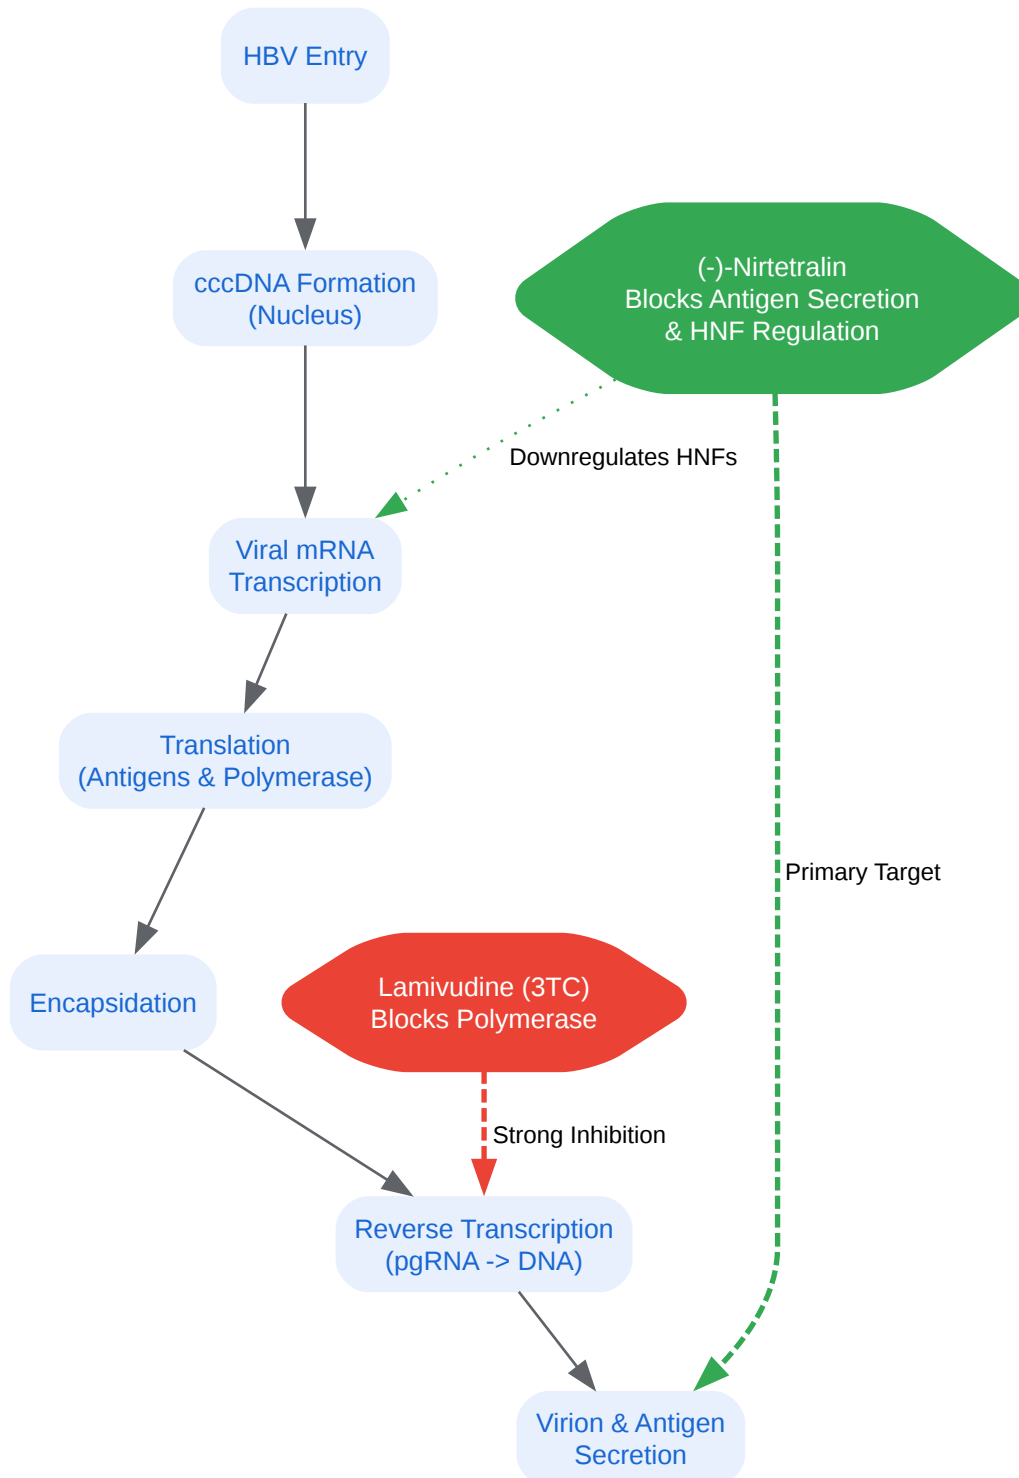 HBV Entry
cccDNA Formation
(Nucleus)
(-)-Nirtetralin
Blocks Antigen Secretion
& HNF Regulation
Downregulates HNFs
Viral mRNA
Transcription
Translation
(Antigens & Polymerase)
Primary Target
Encapsidation
Lamivudine (3TC)
Blocks Polymerase
Strong Inhibition
Reverse Transcription
(pgRNA -> DNA)
Virion & Antigen
Secretion